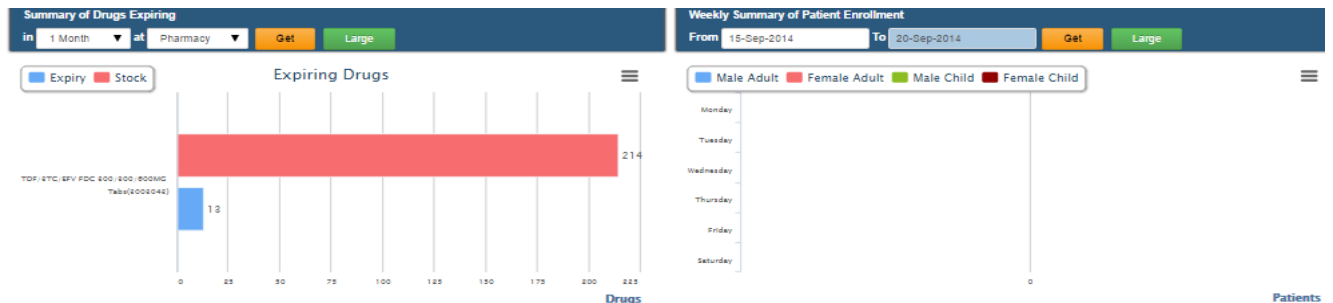 Summary of Drugs Expiring
in 1 Month at Pharmacy Get Large
Expiry Stock
Expiring Drugs
214
TDF/3TC/EFV FDC 300/300/600MG
Tabs(2008048)
13
0 25 50 75 100 125 150 175 200 225
Drugs
Weekly Summary of Patient Enrollment
From 15-Sep-2014 To 20-Sep-2014 Get Large
Male Adult Female Adult Male Child Female Child
Monday
Tuesday
Wednesday
Thursday
Friday
Saturday
0
Patients